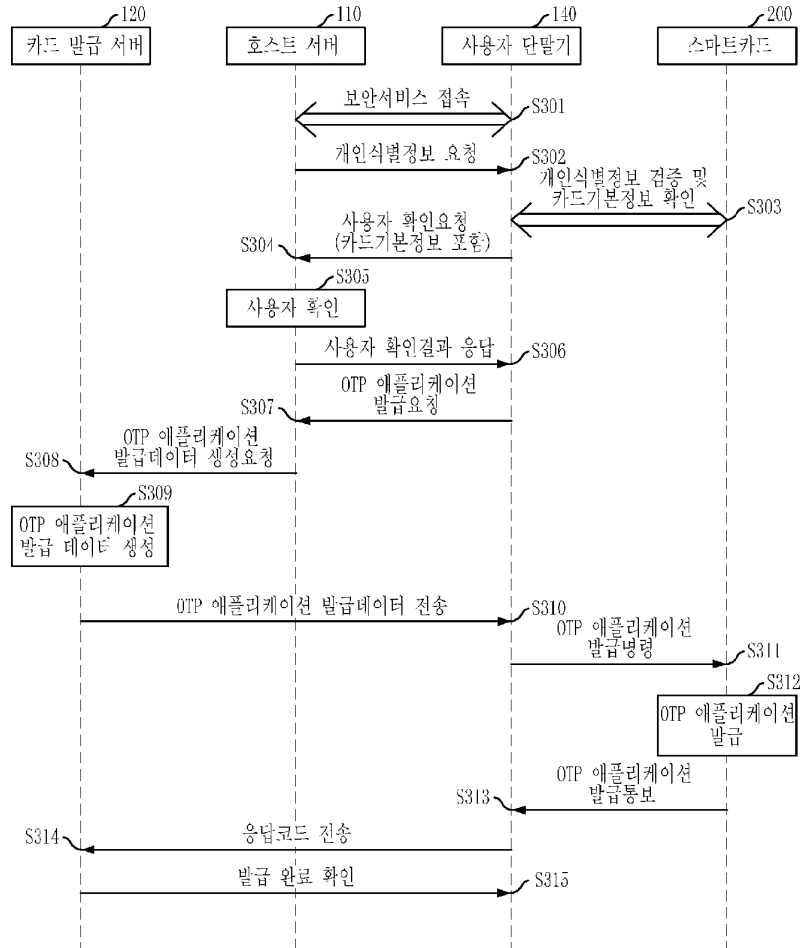 120
110
140
200
카드 발급 서버
호스트 서버
사용자 단말기
스마트카드
보안서비스 접속
S301
개인식별정보 요청
S302
개인식별정보 검증 및
카드기본정보 확인
S303
사용자 확인요청
(카드기본정보 포함)
S304
S305
사용자 확인
사용자 확인결과 응답
S306
OTP 애플리케이션
발급요청
S307
OTP 애플리케이션
발급데이터 생성요청
S308
S309
OTP 애플리케이션
발급 데이터 생성
OTP 애플리케이션 발급데이터 전송
S310
OTP 애플리케이션
발급명령
S311
S312
OTP 애플리케이션
발급
OTP 애플리케이션
발급통보
S313
응답코드 전송
S314
발급 완료 확인
S315